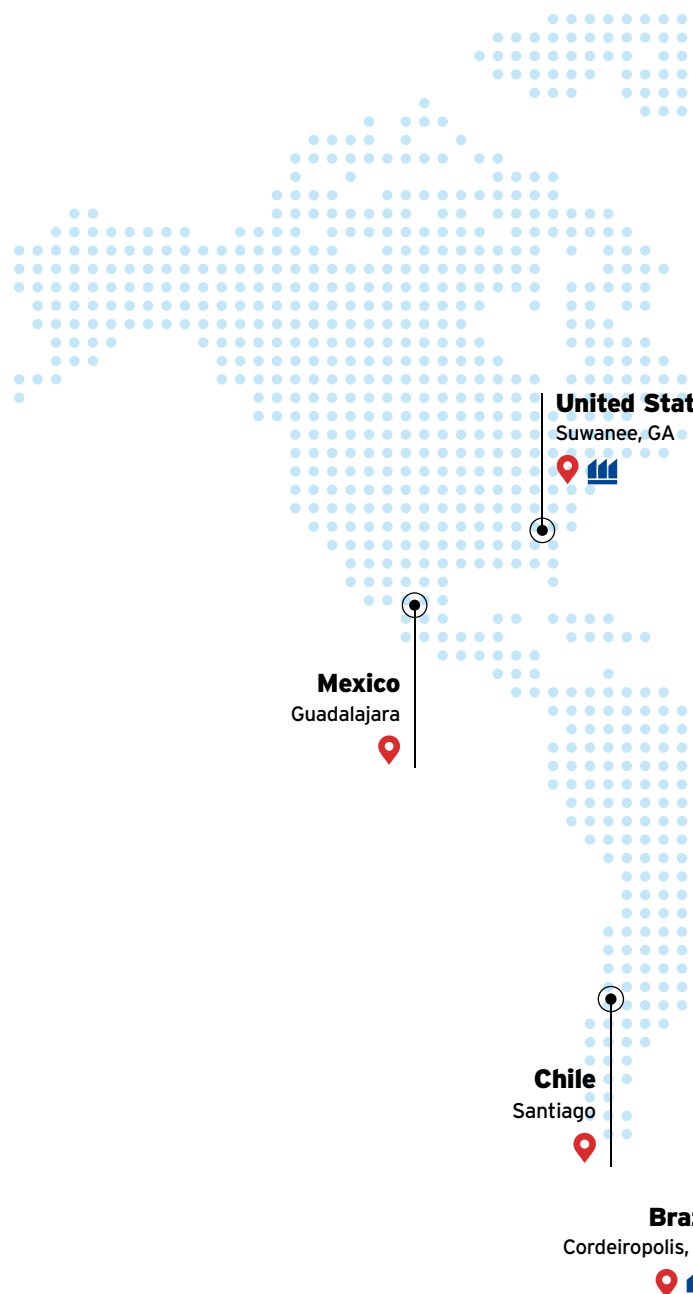 United Stat
Suwanee, GA
Mexico
Guadalajara
Chile
Santiago
Bra
Cordeiropolis,